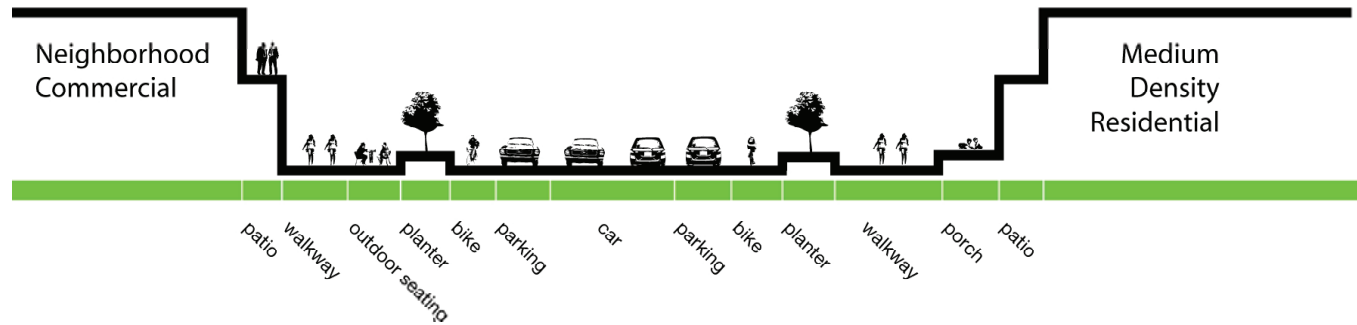 Neighborhood
Commercial
Medium
Density
Residential
patio
walkway
outdoor seating
planter
bike
parking
car
parking
bike
planter
walkway
porch
patio